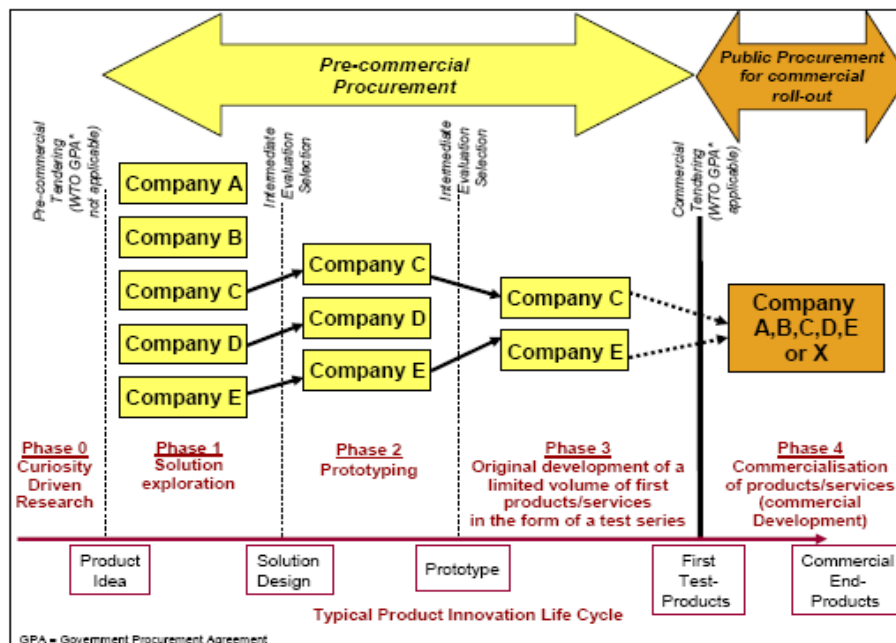 Pre-commercial
Procurement
Public Procurement
for commercial
roll-out
Pre-commercial
Tendering
(WTO GPA*
not applicable)
Intermediate
Evaluation
Selection
Intermediate
Evaluation
Selection
Commercial
Tendering
(WTO GPA*
applicable)
Company A
Company B
Company C
Company D
Company E
Company C
Company D
Company E
Company C
Company E
Company
A,B,C,D,E
or X
Phase 0
Curiosity
Driven
Research
Phase 1
Solution
exploration
Phase 2
Prototyping
Phase 3
Original development of a
limited volume of first
products/services
in the form of a test series
Phase 4
Commercialisation
of products/services
(commercial
Development)
Product
Idea
Solution
Design
Prototype
First
Test-
Products
Commercial
End-
Products
Typical Product Innovation Life Cycle
GPA = Government Procurement Agreement